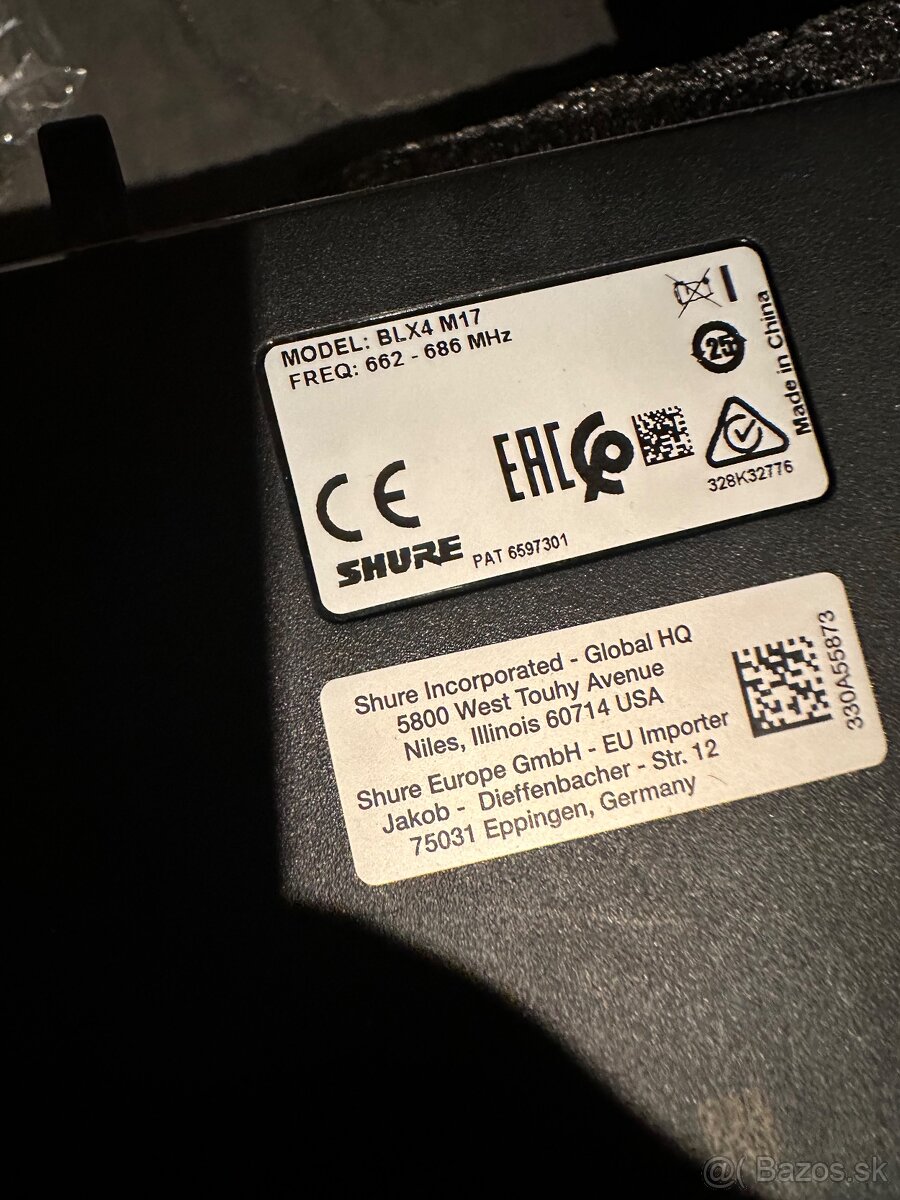 MODEL: BLX4 M17
FREQ: 662 - 686 MHz
25
Made in China
CE
EAC
328K32776
SHURE
PAT 6597301
Shure Incorporated - Global HQ
5800 West Touhy Avenue
Niles, Illinois 60714 USA
Shure Europe GmbH - EU Importer
Jakob - Dieffenbacher - Str. 12
75031 Eppingen, Germany
330A55873
@( Bazos.sk